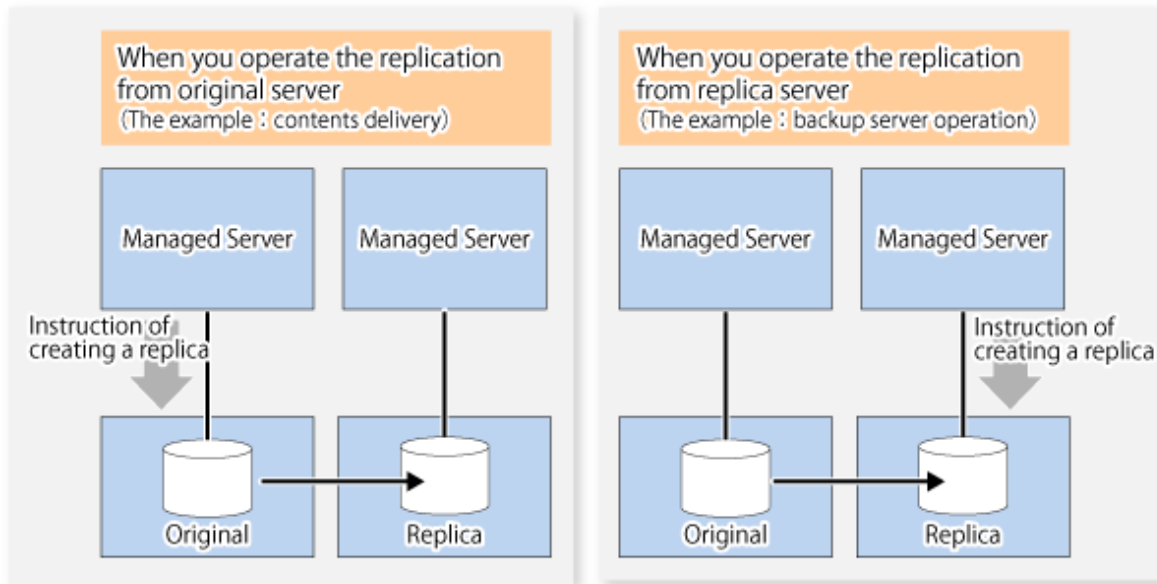 When you operate the replication
from original server
(The example : contents delivery)
Managed Server
Managed Server
Instruction of
creating a replica
Original
Replica
When you operate the replication
from replica server
(The example : backup server operation)
Managed Server
Managed Server
Instruction of
creating a replica
Original
Replica